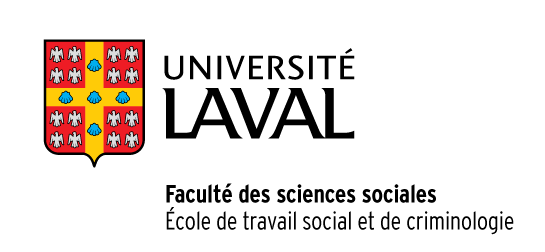 UNIVERSITÉ
LAVAL
Faculté des sciences sociales
École de travail social et de criminologie